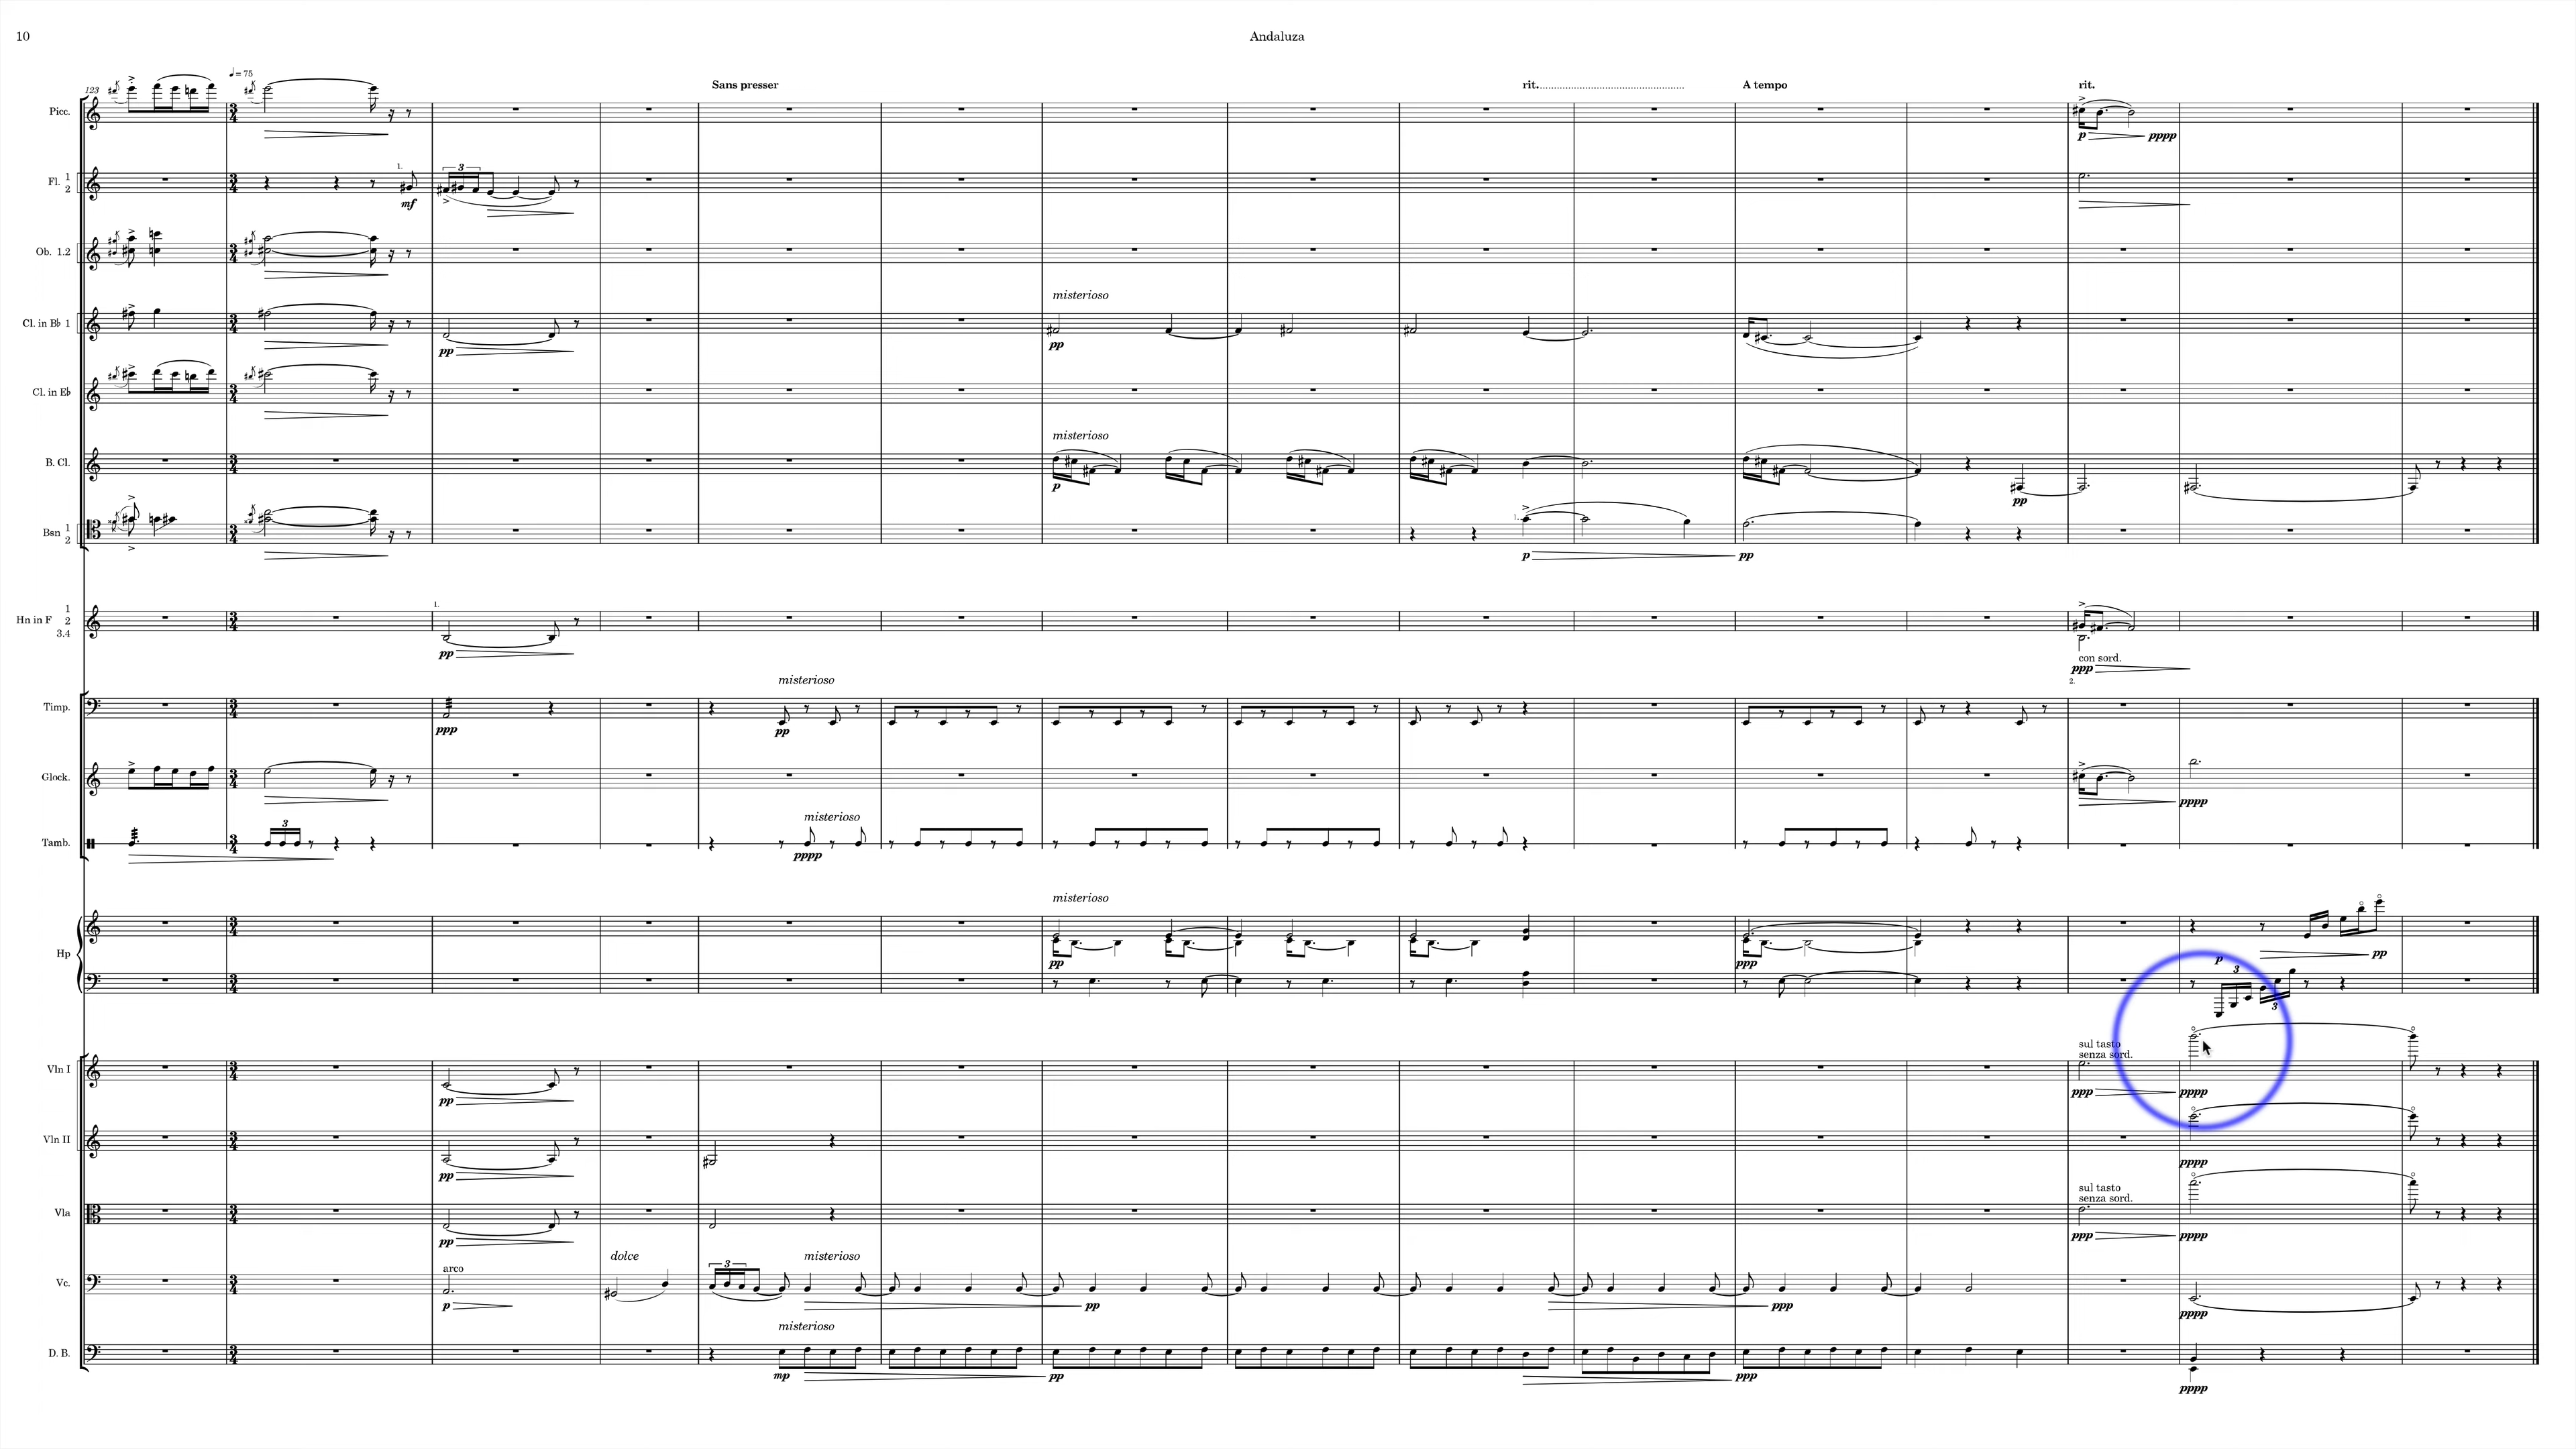 10
Andaluza
♩= 75
Sans presser
rit.
A tempo
rit.
123
Picc.
p
pppp
Fl. 1
2
1.
mf
3
Ob. 1.2
misterioso
Cl. in B♭ 1
pp
pp
Cl. in E♭
misterioso
B. Cl.
p
pp
Bsn 1
2
1.
p
pp
Hn in F
1
2
3.4
1.
pp
con sord.
ppp
2.
misterioso
Timp.
ppp
pp
Glock.
pppp
misterioso
Tamb.
3
pppp
misterioso
Hp
pp
ppp
p
pp
3
3
Vln I
pp
sul tasto
senza sord.
ppp
pppp
Vln II
pp
pppp
Vla
pp
sul tasto
senza sord.
ppp
pppp
Vc.
arco
p
dolce
3
misterioso
pp
ppp
pppp
misterioso
D. B.
mp
pp
ppp
pppp